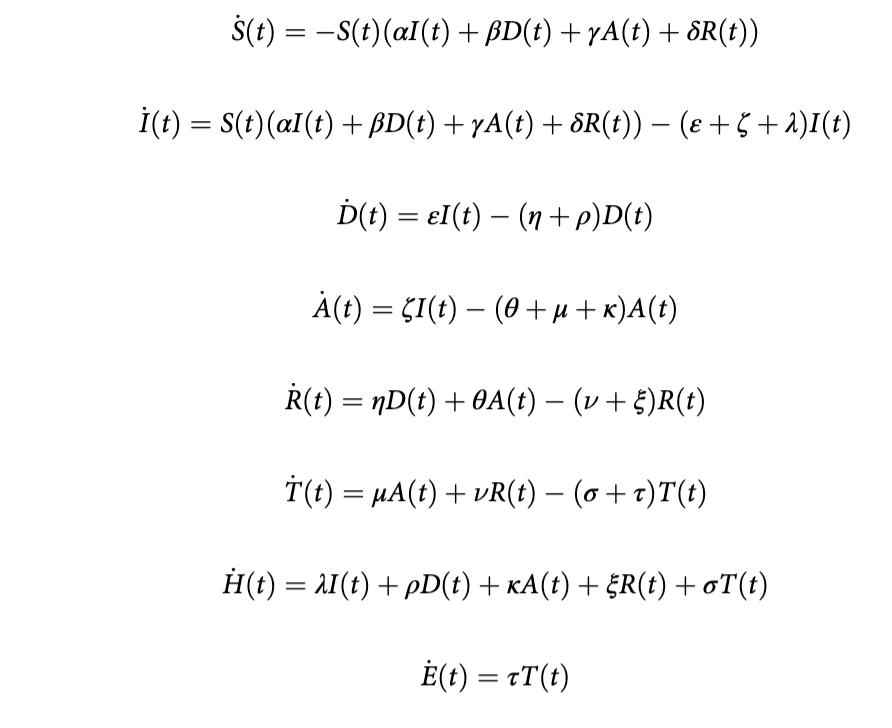 Ṡ(t) = −S(t)(αI(t) + βD(t) + γA(t) + δR(t))
İ(t) = S(t)(αI(t) + βD(t) + γA(t) + δR(t)) − (ε + ζ + λ)I(t)
Ḋ(t) = εI(t) − (η + ρ)D(t)
Ȧ(t) = ζI(t) − (θ + μ + κ)A(t)
Ṙ(t) = ηD(t) + θA(t) − (ν + ξ)R(t)
Ṫ(t) = μA(t) + νR(t) − (σ + τ)T(t)
Ḣ(t) = λI(t) + ρD(t) + κA(t) + ξR(t) + σT(t)
Ė(t) = τT(t)